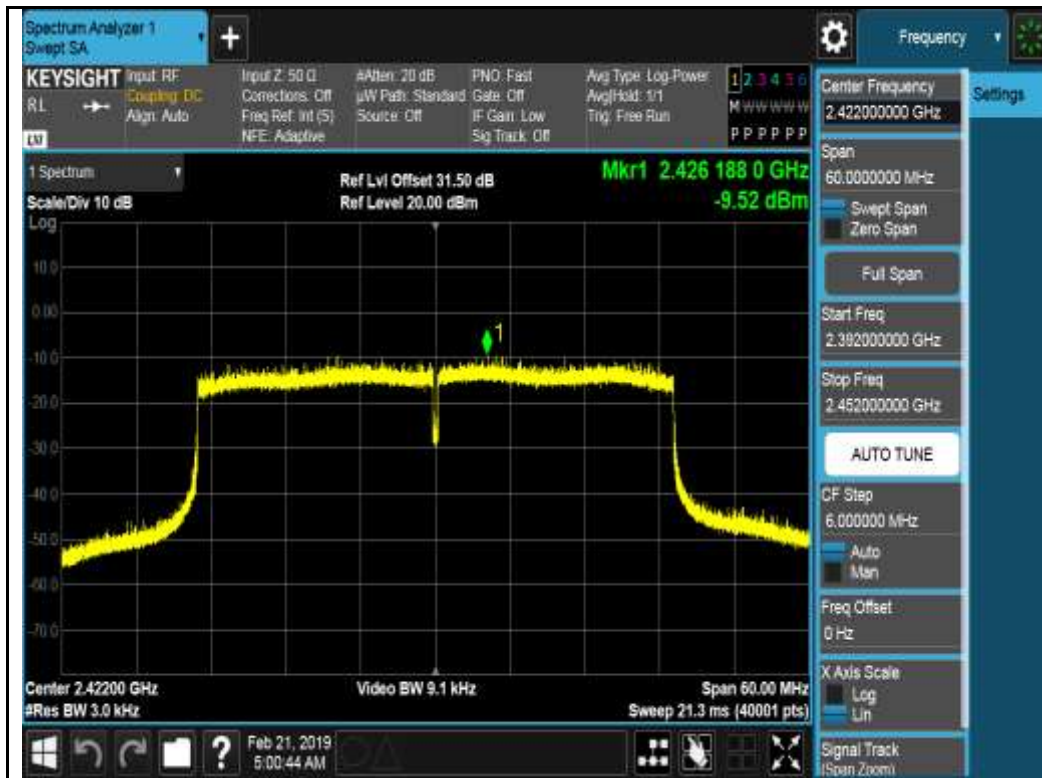 Spectrum Analyzer 1
Swept SA
Frequency
KEYSIGHT
Input: RF
Coupling: DC
Align: Auto
Input Z: 50 Ω
Corrections: Off
Freq Ref: Int (S)
NFE: Adaptive
#Atten: 20 dB
µW Path: Standard
Source: Off
PNO: Fast
Gate: Off
IF Gain: Low
Sig Track: Off
Avg Type: Log-Power
Avg|Hold: 1/1
Trig: Free Run
1 2 3 4 5 6
M W W W W W
P P P P P P
RL
LW
1 Spectrum
Scale/Div 10 dB
Log
Ref Lvl Offset 31.50 dB
Ref Level 20.00 dBm
Mkr1 2.426 188 0 GHz
-9.52 dBm
10.0
0.00
-10.0
-20.0
-30.0
-40.0
-50.0
-60.0
-70.0
1
Center 2.42200 GHz
#Res BW 3.0 kHz
Video BW 9.1 kHz
Span 60.00 MHz
Sweep 21.3 ms (40001 pts)
Feb 21, 2019
5:00:44 AM
Center Frequency
2.422000000 GHz
Settings
Span
60.0000000 MHz
Swept Span
Zero Span
Full Span
Start Freq
2.392000000 GHz
Stop Freq
2.452000000 GHz
AUTO TUNE
CF Step
6.000000 MHz
Auto
Man
Freq Offset
0 Hz
X Axis Scale
Log
Lin
Signal Track
(Span Zoom)